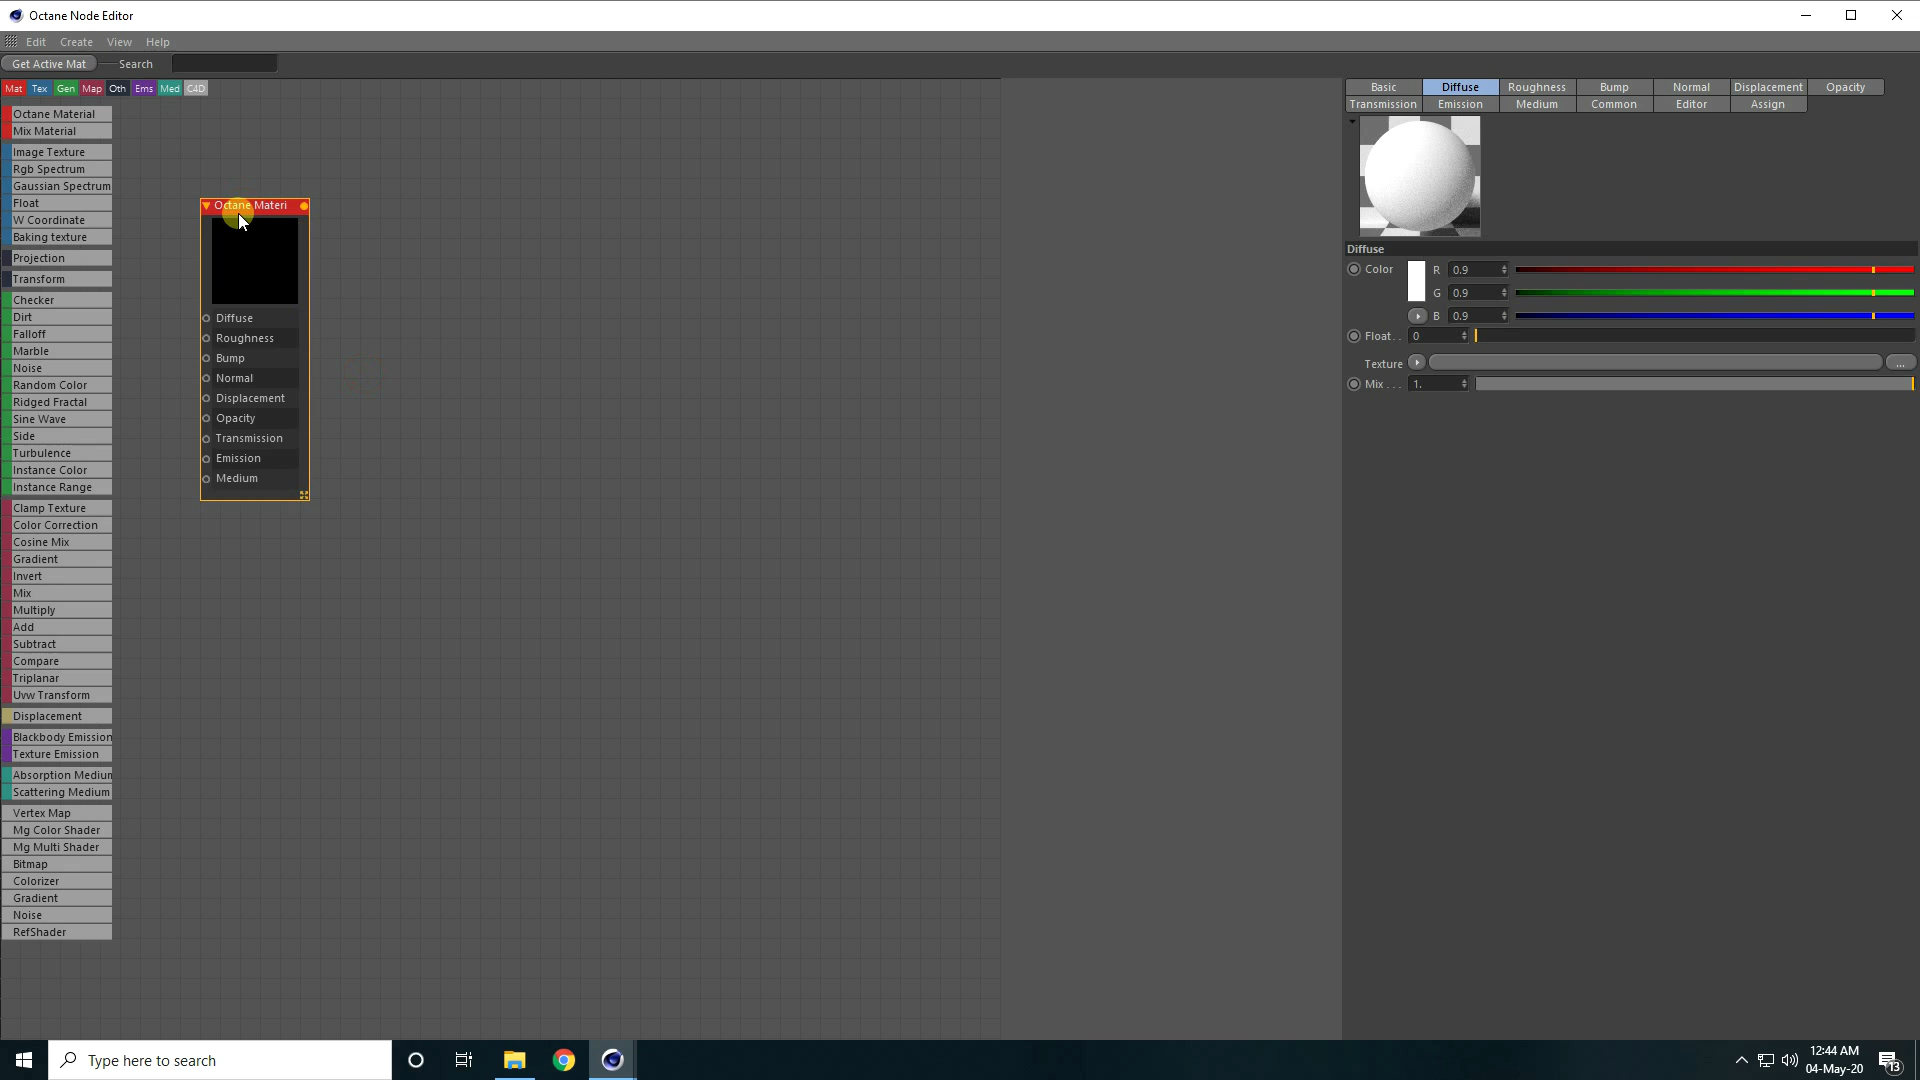 Octane Node Editor
Edit Create View Help
Get Active Mat Search
Mat Tex Gen Map Oth Ems Med C4D
Octane Material
Mix Material
Image Texture
Rgb Spectrum
Gaussian Spectrum
Float
W Coordinate
Baking texture
Projection
Transform
Checker
Dirt
Falloff
Marble
Noise
Random Color
Ridged Fractal
Sine Wave
Side
Turbulence
Instance Color
Instance Range
Clamp Texture
Color Correction
Cosine Mix
Gradient
Invert
Mix
Multiply
Add
Subtract
Compare
Triplanar
Uvw Transform
Displacement
Blackbody Emission
Texture Emission
Absorption Medium
Scattering Medium
Vertex Map
Mg Color Shader
Mg Multi Shader
Bitmap
Colorizer
Gradient
Noise
RefShader
Octane Materi
Diffuse
Roughness
Bump
Normal
Displacement
Opacity
Transmission
Emission
Medium
Basic Diffuse Roughness Bump Normal Displacement Opacity
Transmission Emission Medium Common Editor Assign
Diffuse
Color R 0.9
G 0.9
B 0.9
Float. . 0
Texture ...
Mix . . . 1.
Type here to search
12:44 AM
04-May-20
13